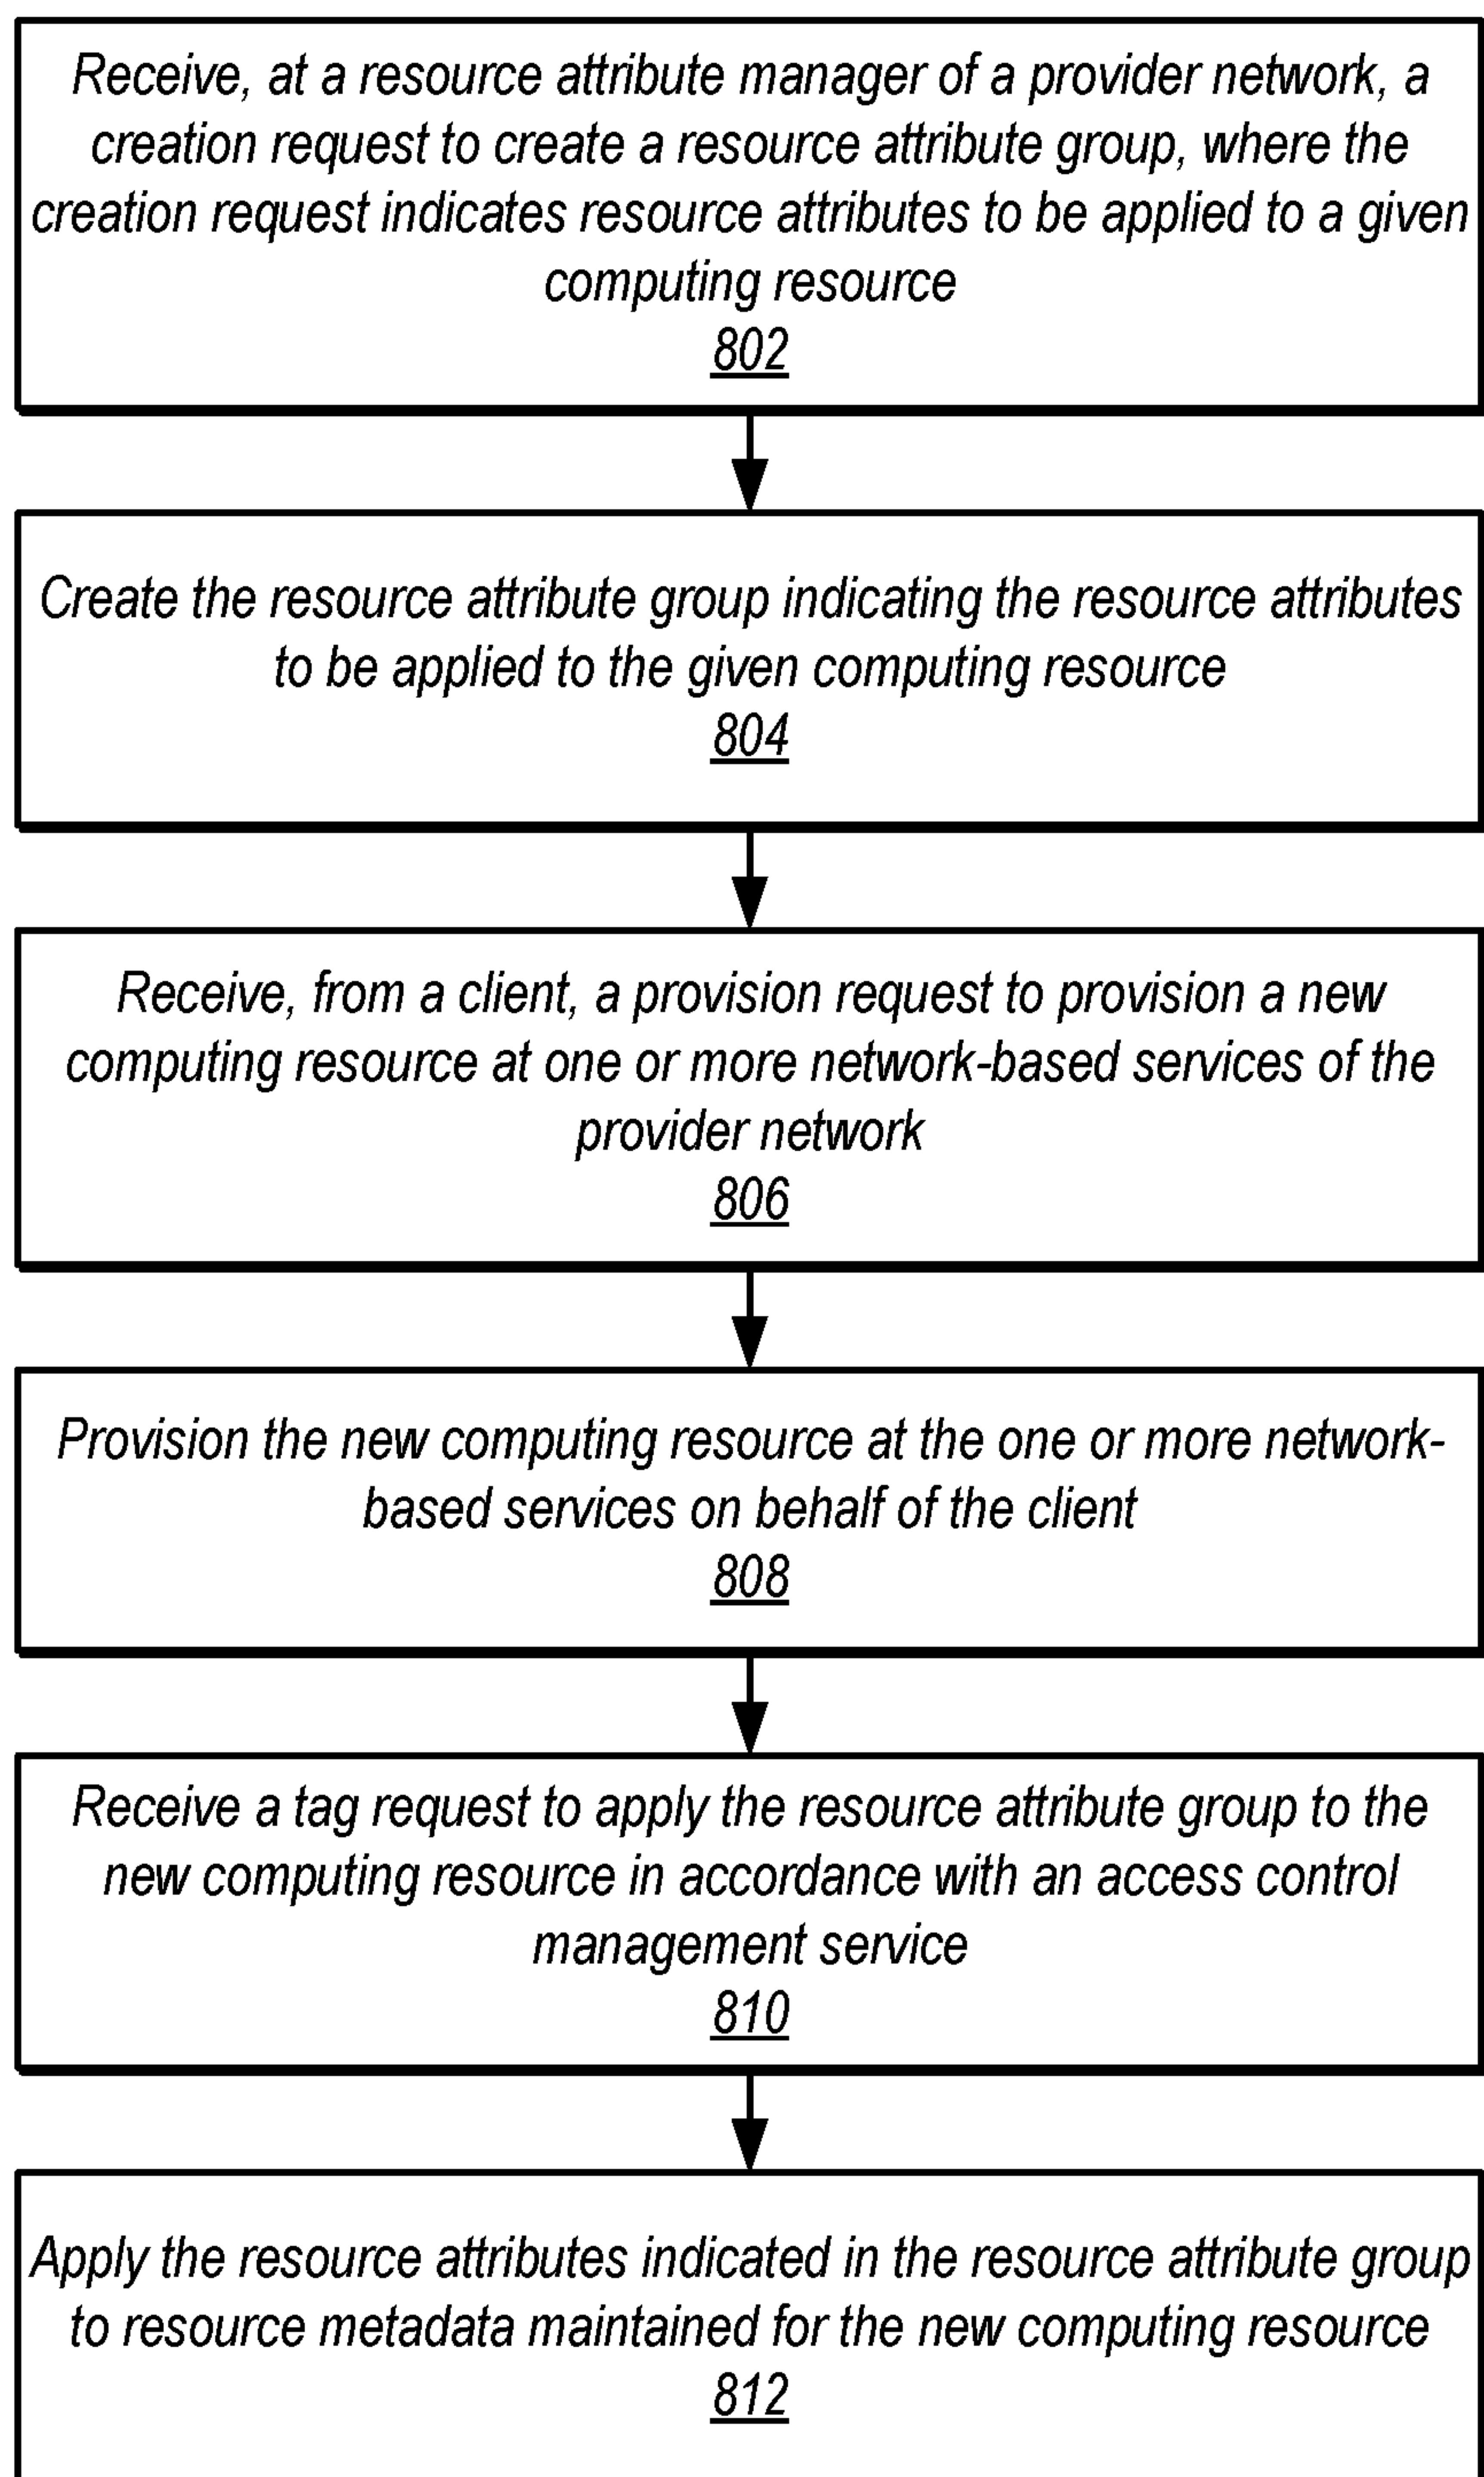 Receive, at a resource attribute manager of a provider network, a
creation request to create a resource attribute group, where the
creation request indicates resource attributes to be applied to a given
computing resource
802
Create the resource attribute group indicating the resource attributes
to be applied to the given computing resource
804
Receive, from a client, a provision request to provision a new
computing resource at one or more network-based services of the
provider network
806
Provision the new computing resource at the one or more network-
based services on behalf of the client
808
Receive a tag request to apply the resource attribute group to the
new computing resource in accordance with an access control
management service
810
Apply the resource attributes indicated in the resource attribute group
to resource metadata maintained for the new computing resource
812